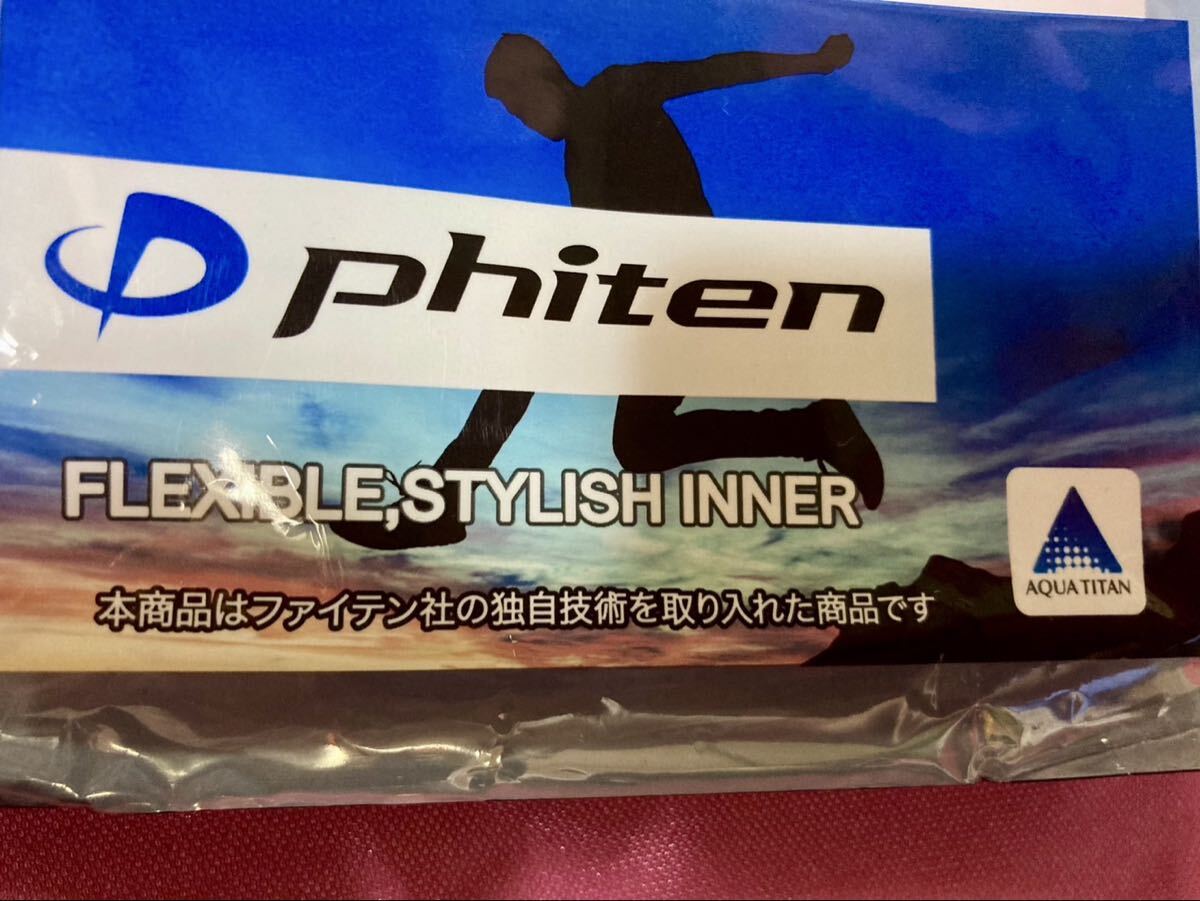 phiten
FLEXIBLE,STYLISH INNER
AQUA TITAN
本商品はファイテン社の独自技術を取り入れた商品です